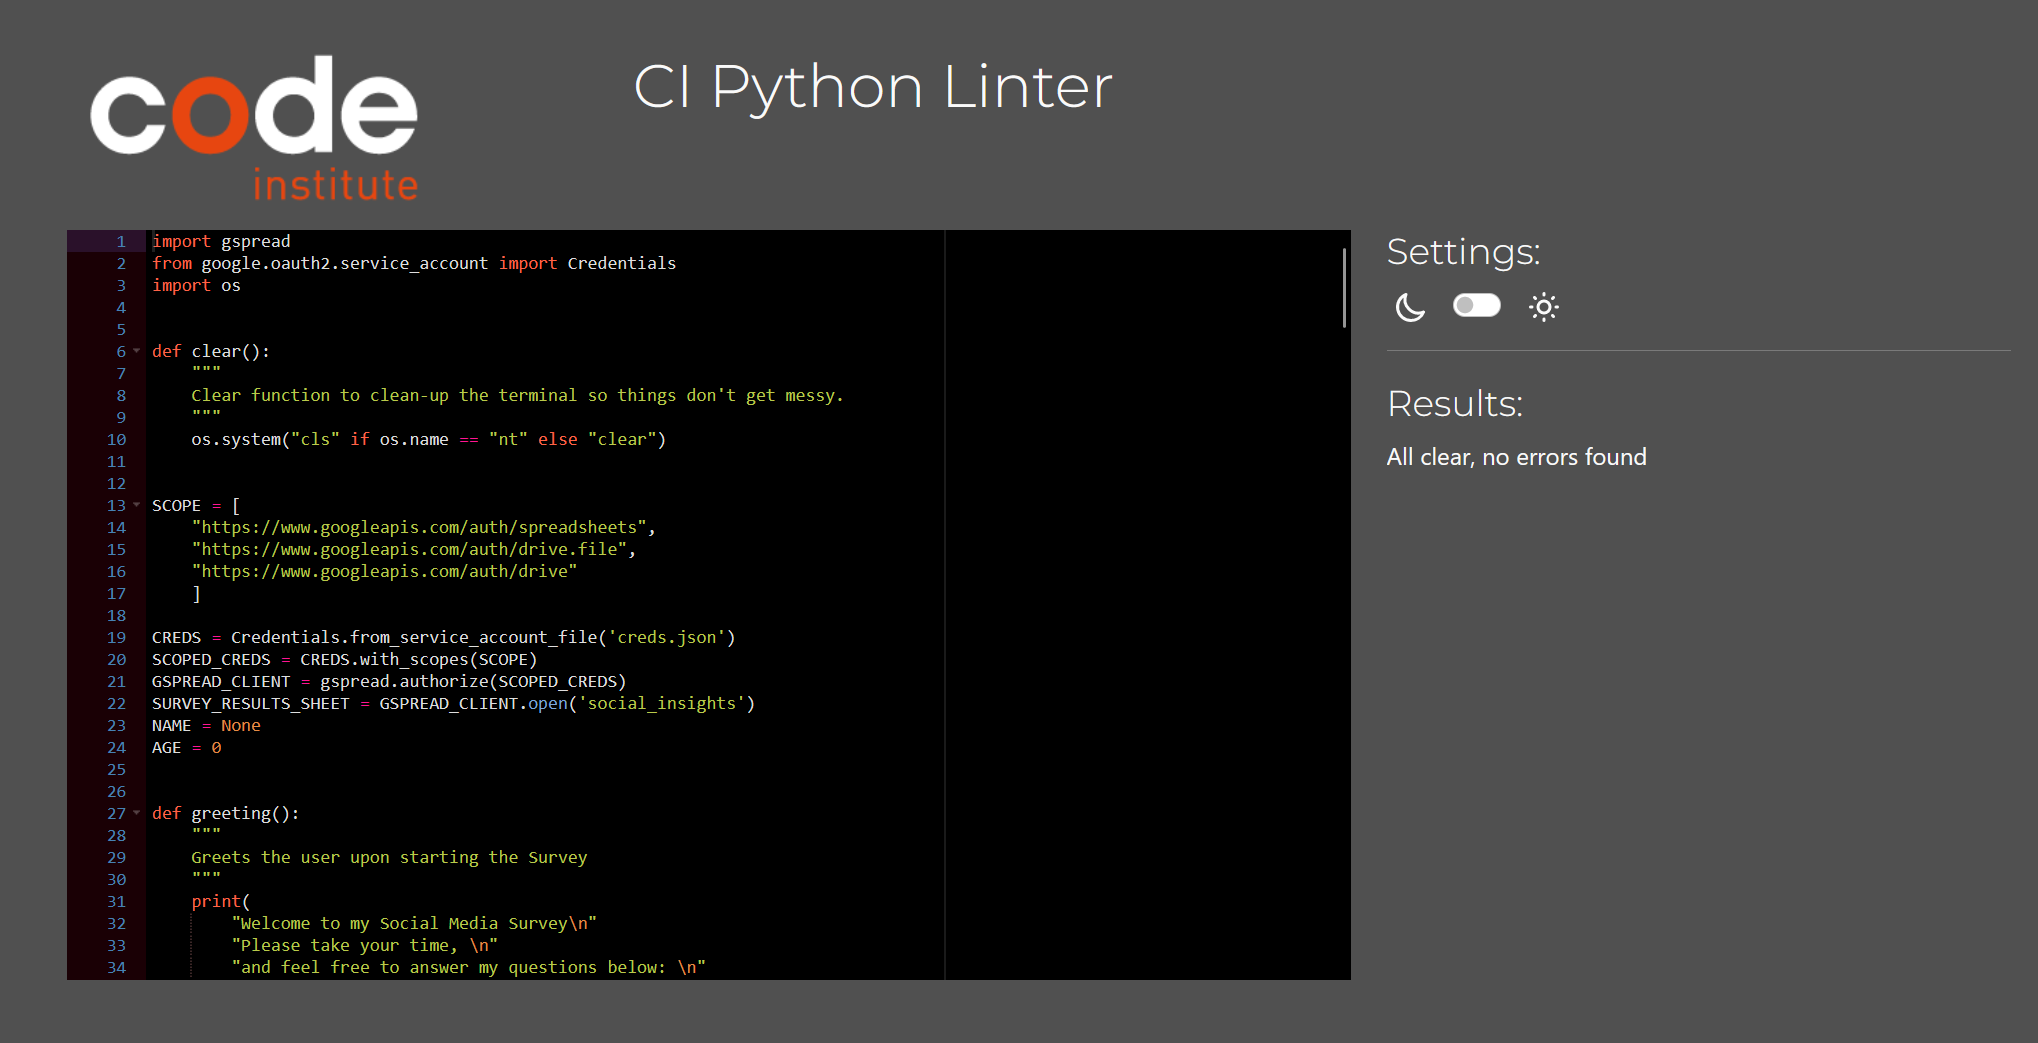 code
institute
CI Python Linter
1 import gspread
2 from google.oauth2.service_account import Credentials
3 import os
4
5
6 def clear():
7     """
8     Clear function to clean-up the terminal so things don't get messy.
9     """
10     os.system("cls" if os.name == "nt" else "clear")
11
12
13 SCOPE = [
14     "https://www.googleapis.com/auth/spreadsheets",
15     "https://www.googleapis.com/auth/drive.file",
16     "https://www.googleapis.com/auth/drive"
17     ]
18
19 CREDS = Credentials.from_service_account_file('creds.json')
20 SCOPED_CREDS = CREDS.with_scopes(SCOPE)
21 GSPREAD_CLIENT = gspread.authorize(SCOPED_CREDS)
22 SURVEY_RESULTS_SHEET = GSPREAD_CLIENT.open('social_insights')
23 NAME = None
24 AGE = 0
25
26
27 def greeting():
28     """
29     Greets the user upon starting the Survey
30     """
31     print(
32         "Welcome to my Social Media Survey\n"
33         "Please take your time, \n"
34         "and feel free to answer my questions below: \n"
Settings:
Results:
All clear, no errors found